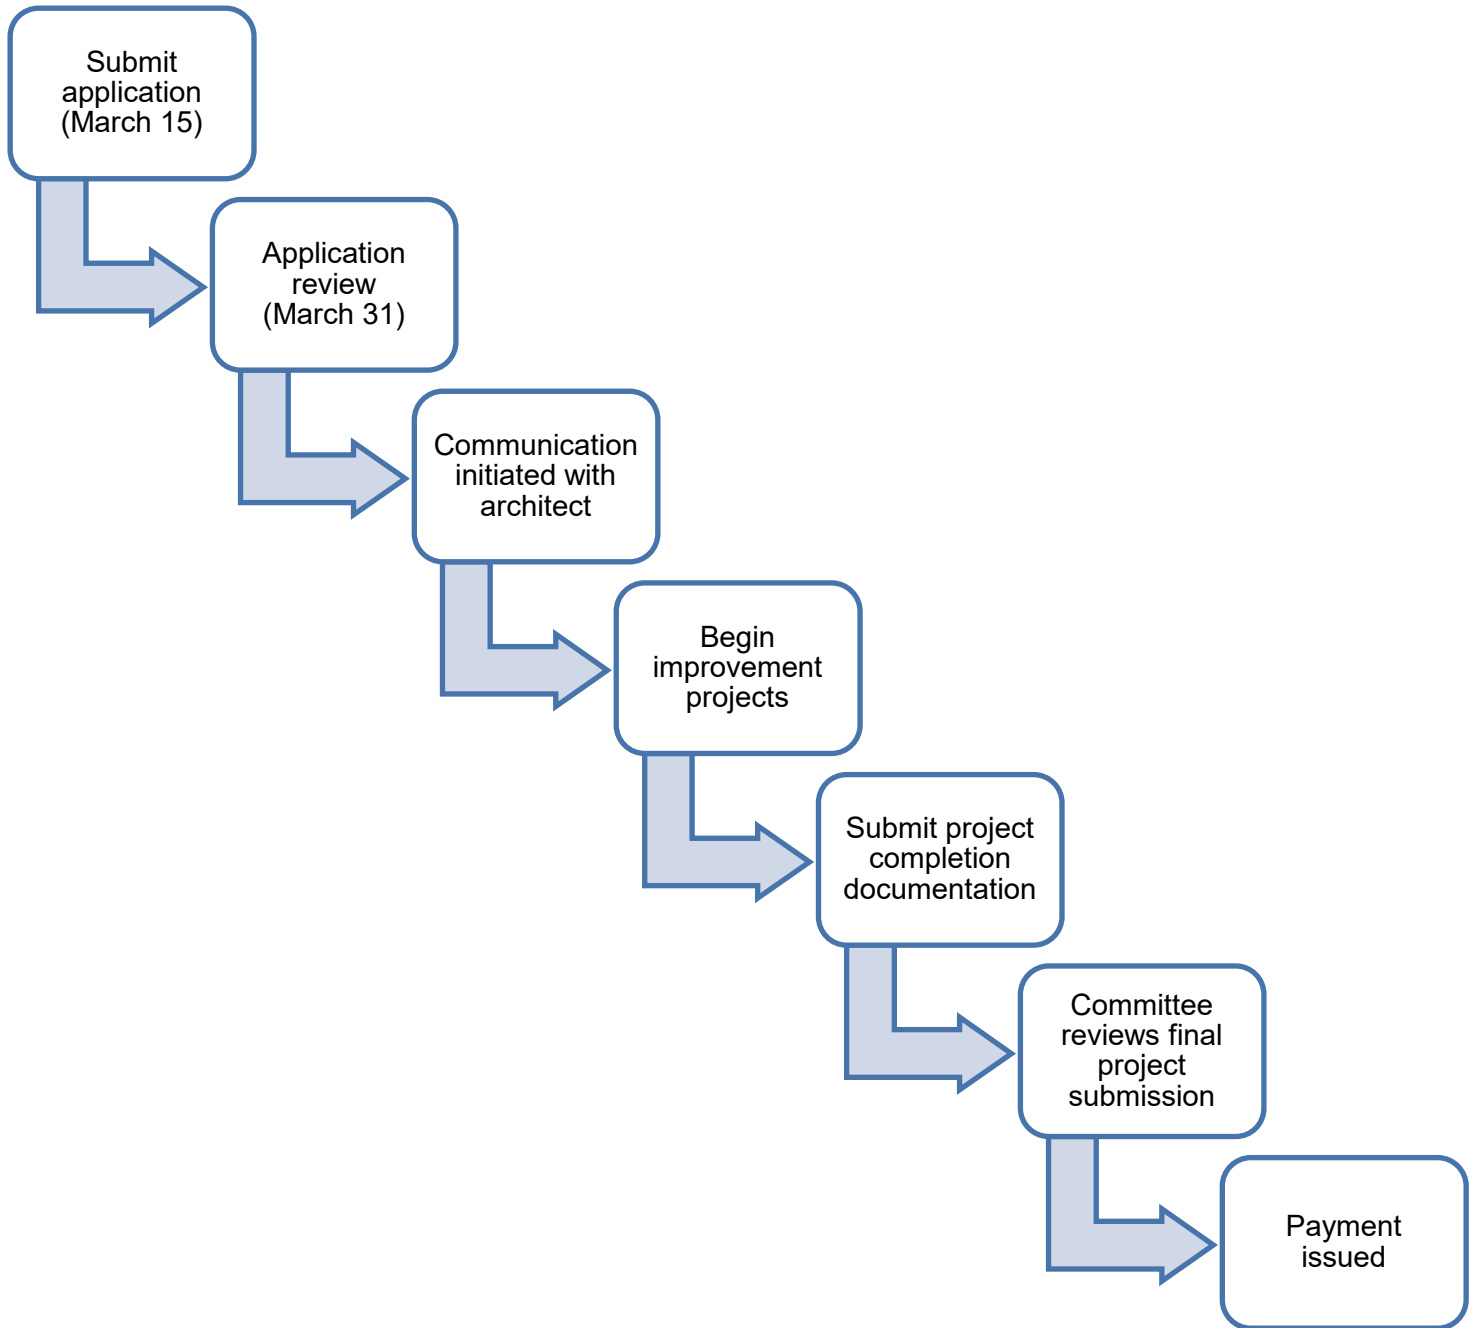 Submit
application
(March 15)
Application
review
(March 31)
Communication
initiated with
architect
Begin
improvement
projects
Submit project
completion
documentation
Committee
reviews final
project
submission
Payment
issued